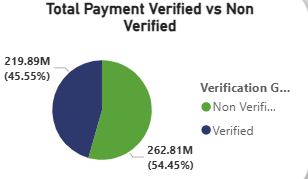 Total Payment Verified vs Non
Verified
219.89M
(45.55%)
Verification G...
Non Verifi...
Verified
262.81M
(54.45%)